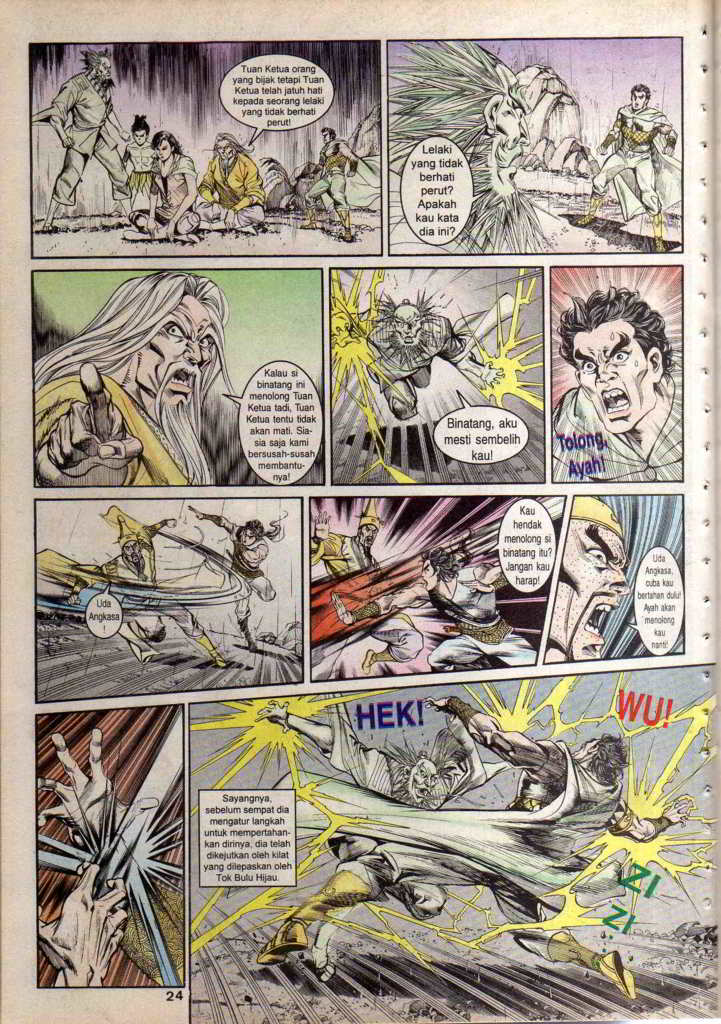 Tuan Ketua orang
yang bijak tetapi Tuan
Ketua telah jatuh hati
kepada seorang lelaki
yang tidak berhati
perut!
Lelaki
yang tidak
berhati
perut?
Apakah
kau kata
dia ini?
Kalau si
binatang ini
menolong Tuan
Ketua tadi, Tuan
Ketua tentu tidak
akan mati. Sia-
sia saja kami
bersusah-susah
membantu-
nya!
Binatang, aku
mesti sembelih
kau!
Tolong,
Ayah!
Uda
Angkasa
!
Kau
hendak
menolong si
binatang itu?
Jangan kau
harap!
Uda
Angkasa,
cuba kau
bertahan dulu!
Ayah akan
menolong
kau
nanti!
HEK!
WU!
Sayangnya,
sebelum sempat dia
mengatur langkah
untuk mempertahan-
kan dirinya, dia telah
dikejutkan oleh kilat
yang dilepaskan oleh
Tok Bulu Hijau.
ZI
ZI
24